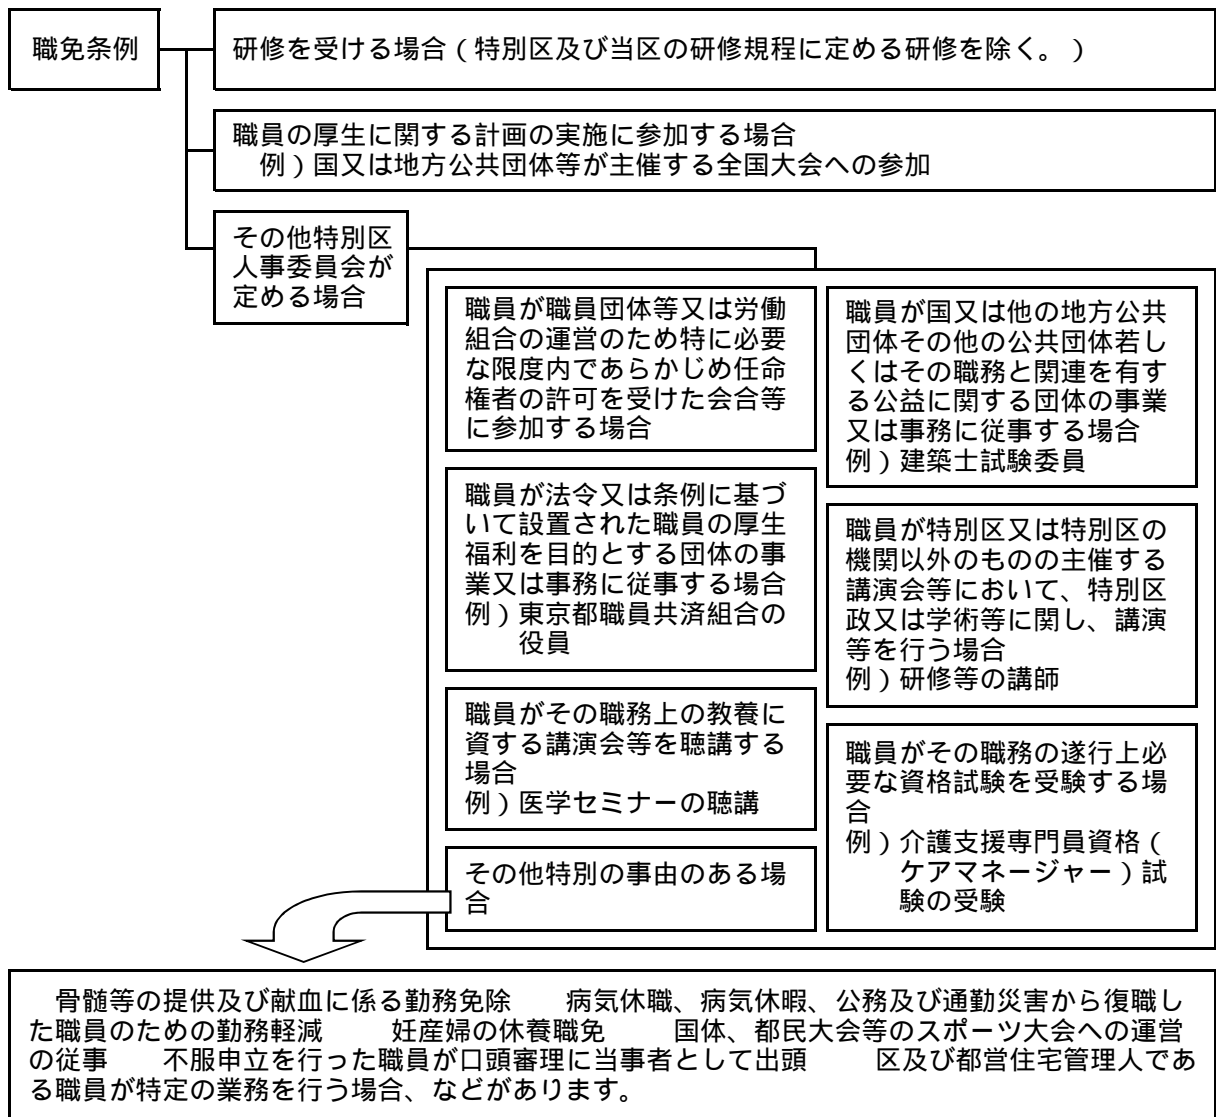 職免条例
研修を受ける場合（特別区及び当区の研修規程に定める研修を除く。）
職員の厚生に関する計画の実施に参加する場合
例）国又は地方公共団体等が主催する全国大会への参加
その他特別区
人事委員会が
定める場合
職員が職員団体等又は労働
組合の運営のため特に必要
な限度内であらかじめ任命
権者の許可を受けた会合等
に参加する場合
職員が法令又は条例に基づ
いて設置された職員の厚生
福利を目的とする団体の事
業又は事務に従事する場合
例）東京都職員共済組合の
役員
職員がその職務上の教養に
資する講演会等を聴講する
場合
例）医学セミナーの聴講
その他特別の事由のある場
合
職員が国又は他の地方公共
団体その他の公共団体若し
くはその職務と関連を有す
る公益に関する団体の事業
又は事務に従事する場合
例）建築士試験委員
職員が特別区又は特別区の
機関以外のものの主催する
講演会等において、特別区
政又は学術等に関し、講演
等を行う場合
例）研修等の講師
職員がその職務の遂行上必
要な資格試験を受験する場
合
例）介護支援専門員資格（
ケアマネージャー）試
験の受験
骨髄等の提供及び献血に係る勤務免除　　病気休職、病気休暇、公務及び通勤災害から復職し
た職員のための勤務軽減　　妊産婦の休養職免　　国体、都民大会等のスポーツ大会への運営
の従事　　不服申立を行った職員が口頭審理に当事者として出頭　　区及び都営住宅管理人であ
る職員が特定の業務を行う場合、などがあります。